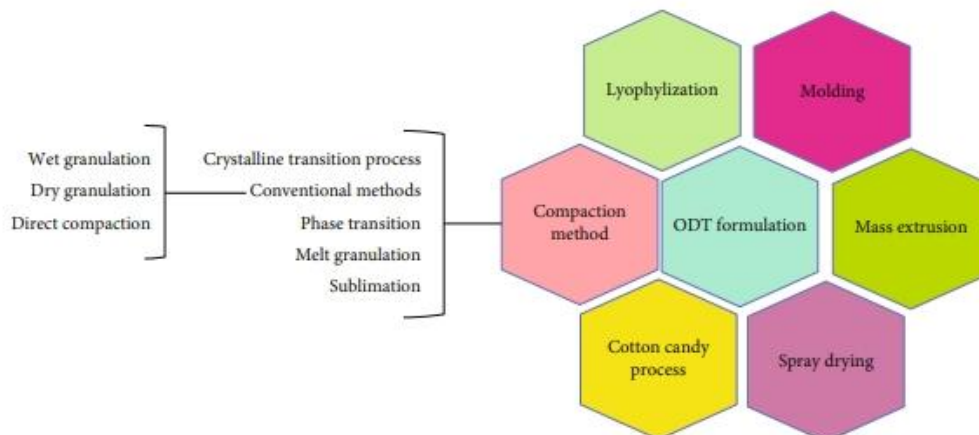 Wet granulation
Dry granulation
Direct compaction
Crystalline transition process
Conventional methods
Phase transition
Melt granulation
Sublimation
Lyophylization
Molding
Compaction
method
ODT formulation
Mass extrusion
Cotton candy
process
Spray drying